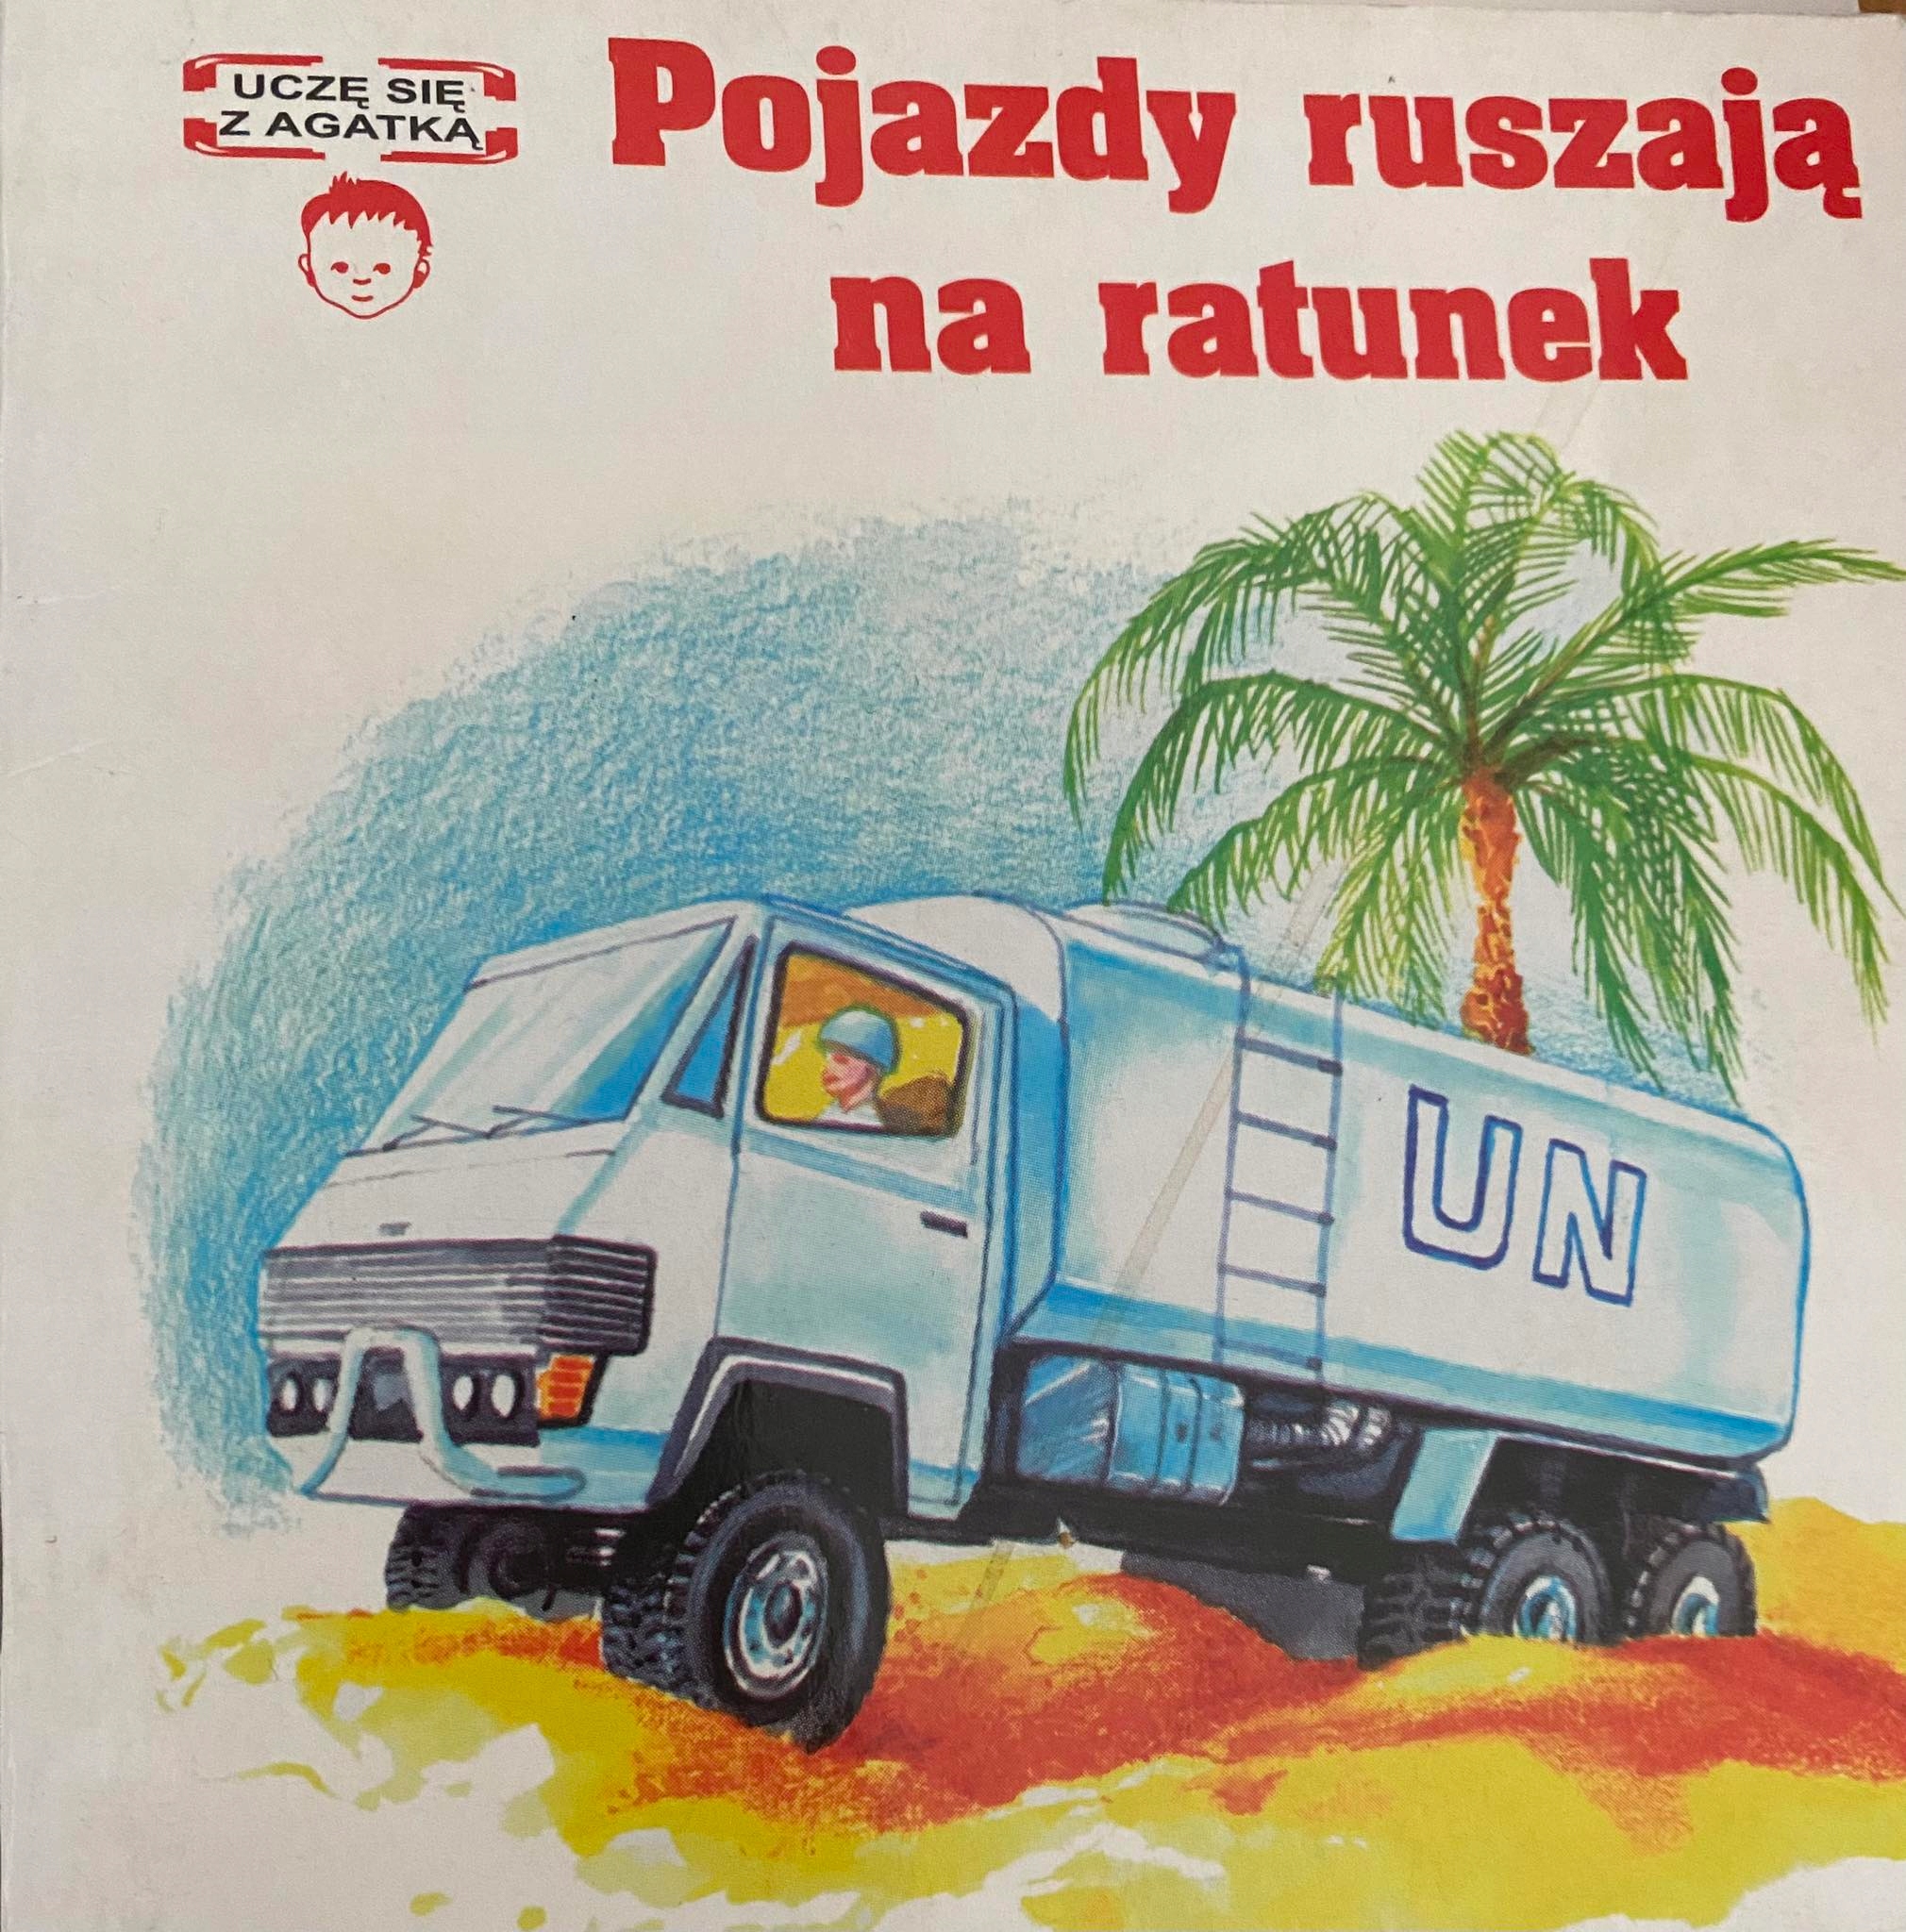 UCZĘ SIĘ
Z AGATKĄ
Pojazdy ruszają
na ratunek
UN